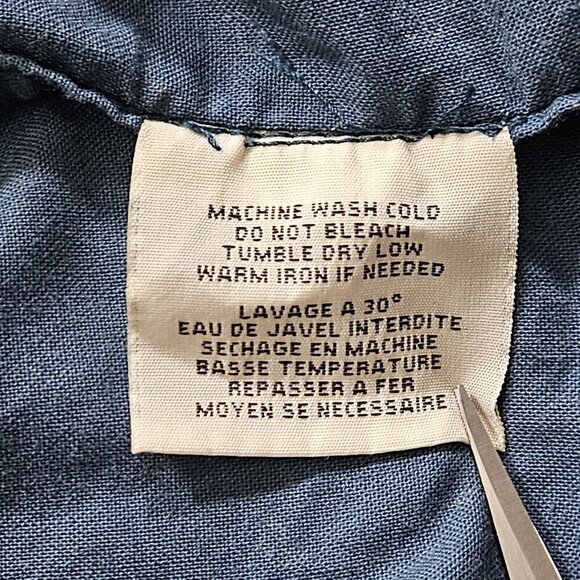 MACHINE WASH COLD
DO NOT BLEACH
TUMBLE DRY LOW
WARM IRON IF NEEDED
LAVAGE A 30°
EAU DE JAVEL INTERDITE
SECHAGE EN MACHINE
BASSE TEMPERATURE
REPASSER A FER
MOYEN SE NECESSAIRE